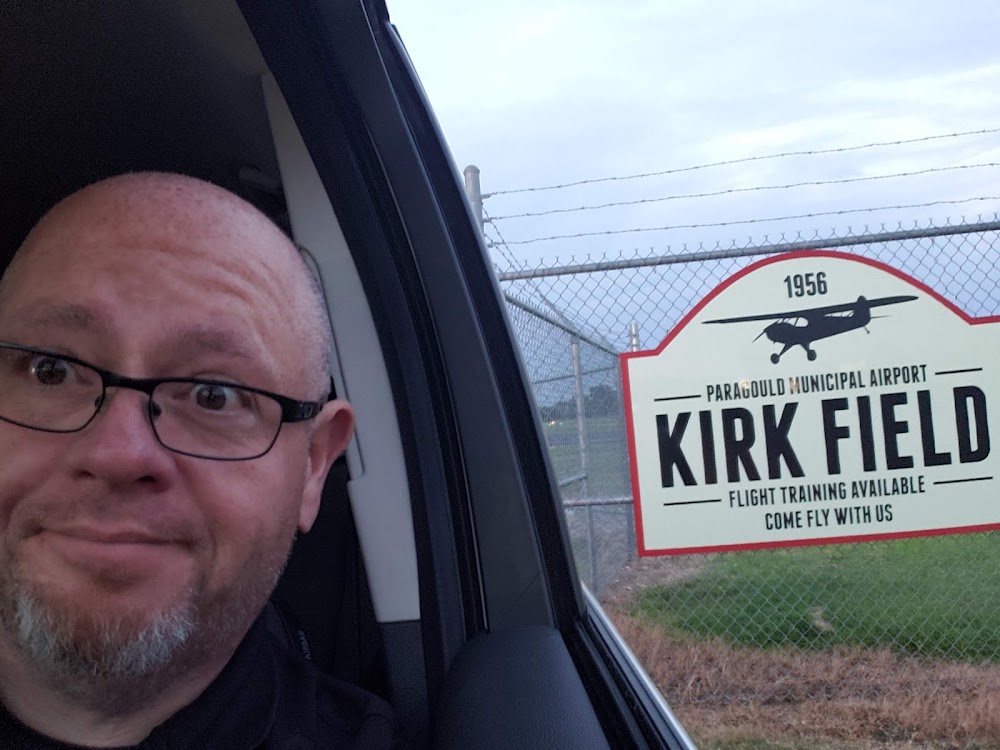 1956
PARAGOULD MUNICIPAL AIRPORT
KIRK FIELD
FLIGHT TRAINING AVAILABLE
COME FLY WITH US